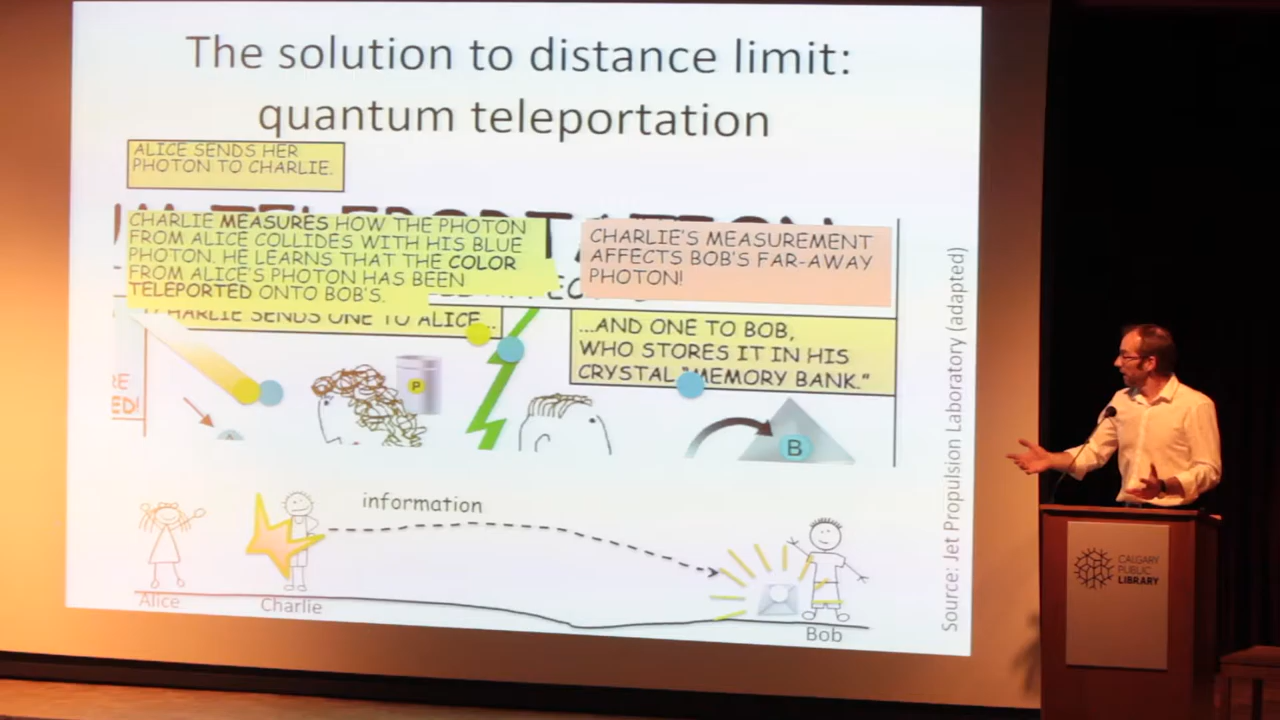 The solution to distance limit:
quantum teleportation
ALICE SENDS HER
PHOTON TO CHARLIE.
CHARLIE MEASURES HOW THE PHOTON
FROM ALICE COLLIDES WITH HIS BLUE
PHOTON. HE LEARNS THAT THE COLOR
FROM ALICE'S PHOTON HAS BEEN
TELEPORTED ONTO BOB'S.
CHARLIE'S MEASUREMENT
AFFECTS BOB'S FAR-AWAY
PHOTON!
CHARLIE SENDS ONE TO ALICE...
...AND ONE TO BOB,
WHO STORES IT IN HIS
CRYSTAL "MEMORY BANK."
P
B
information
Alice
Charlie
Bob
Source: Jet Propulsion Laboratory (adapted)
CALGARY
PUBLIC
LIBRARY